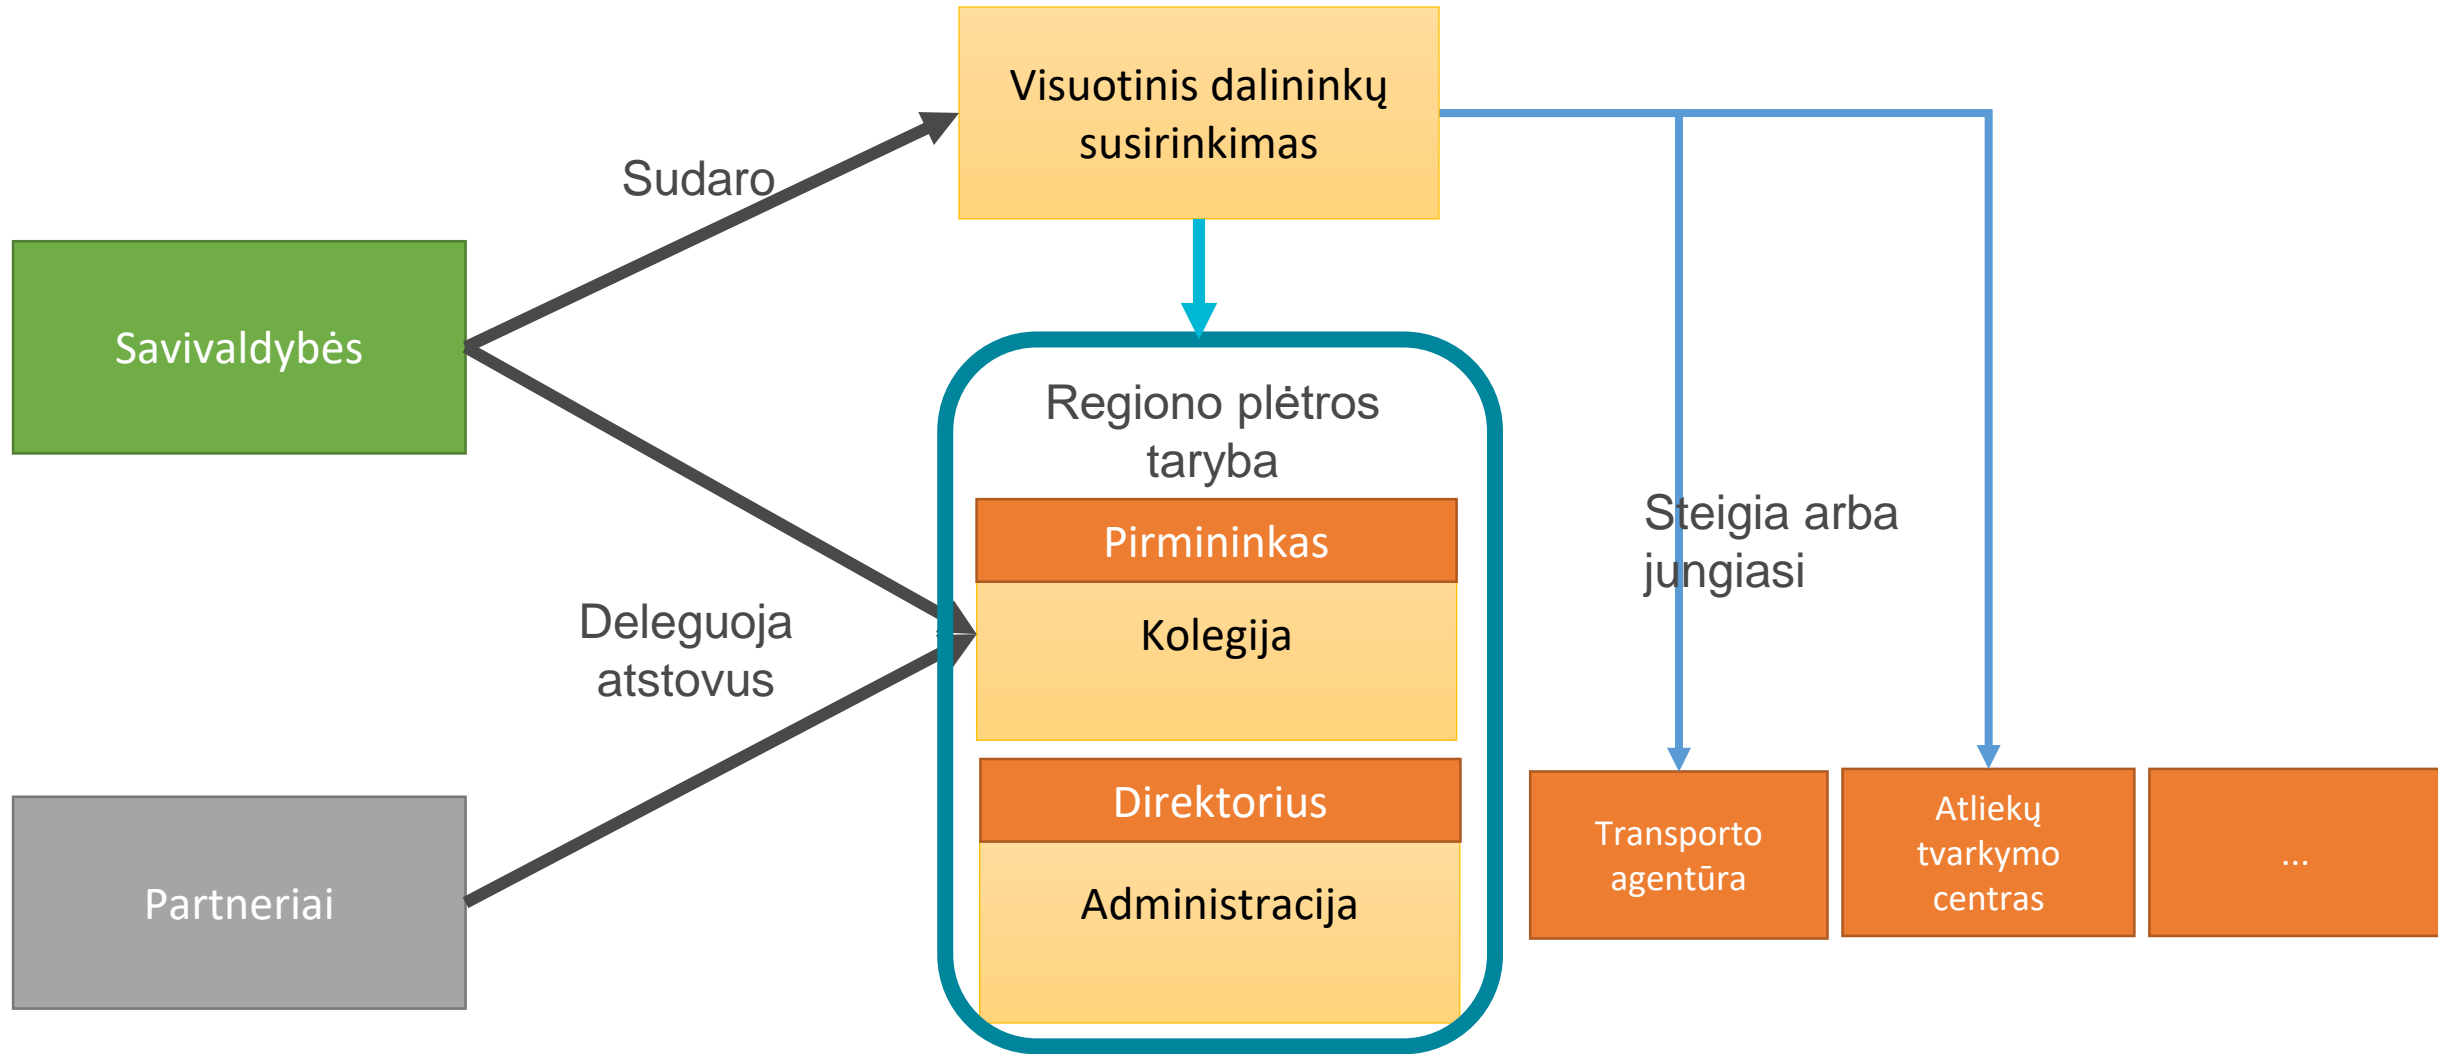 Visuotinis dalininkų
susirinkimas
Sudaro
Savivaldybės
Regiono plėtros
taryba
Pirmininkas
Kolegija
Steigia arba
jungiasi
Deleguoja
atstovus
Direktorius
Administracija
Partneriai
Transporto
agentūra
Atliekų
tvarkymo
centras
...